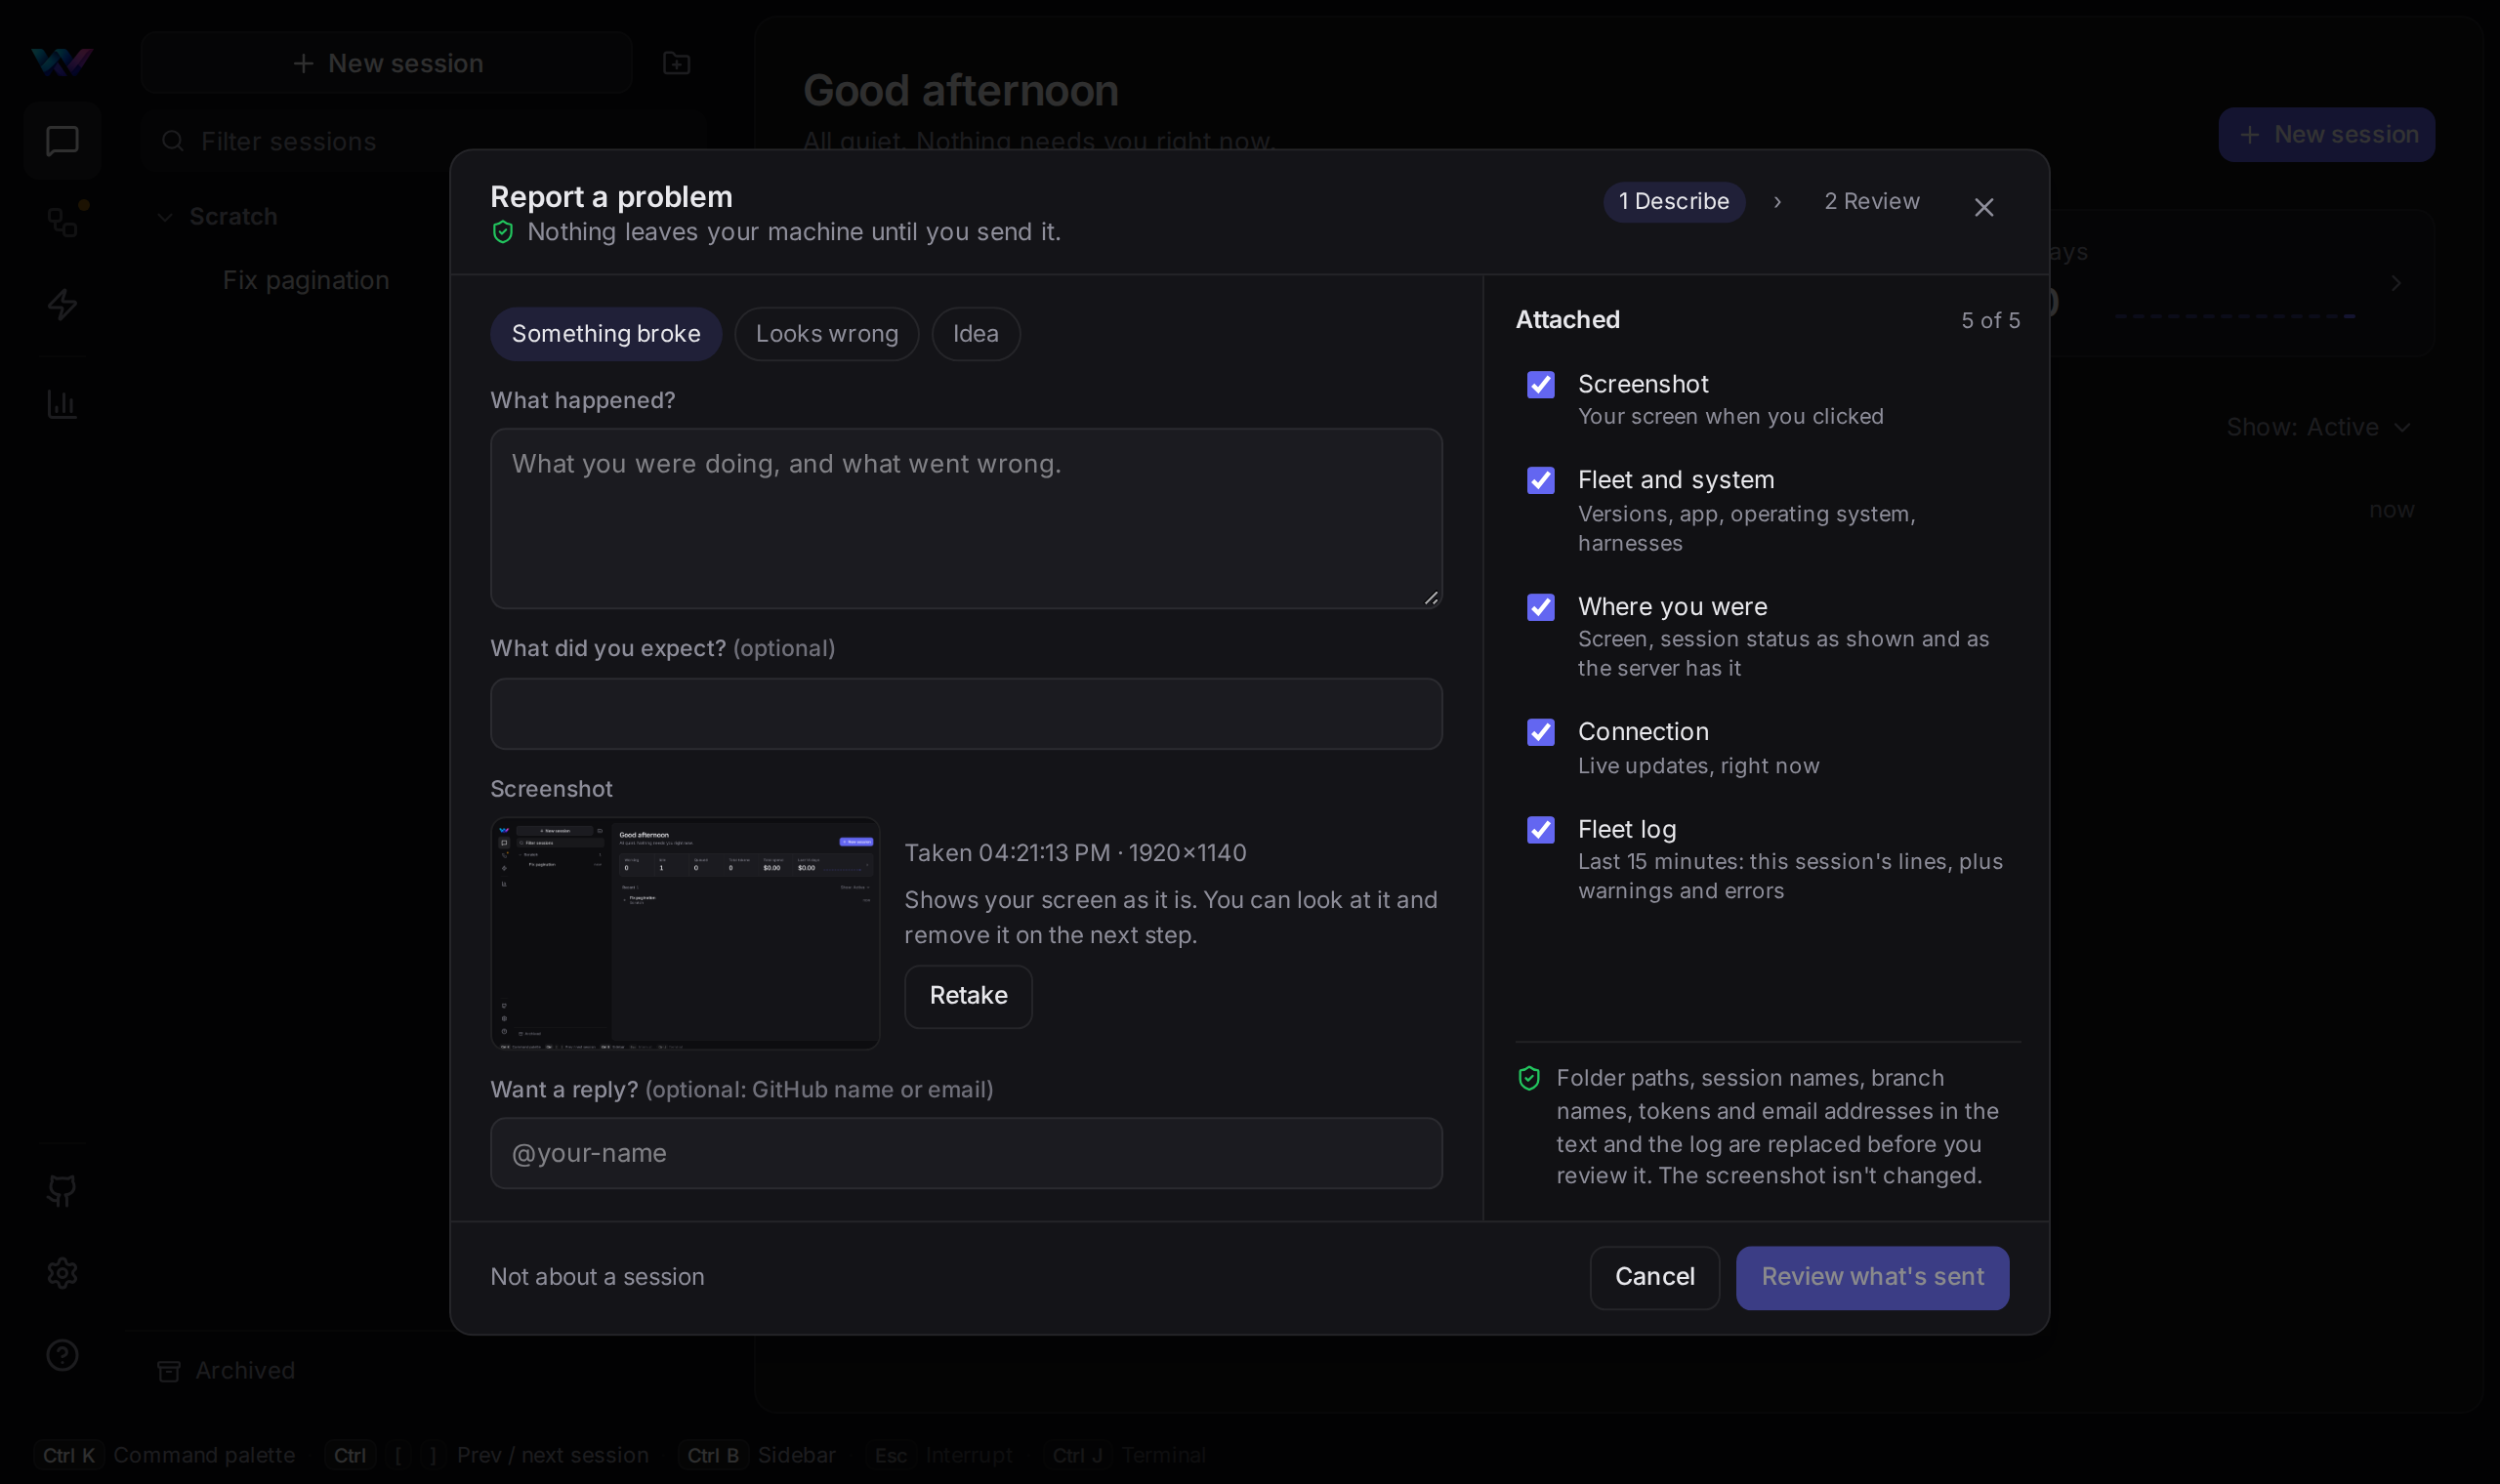 New session
Filter sessions
Scratch
Fix pagination
Archived
Good afternoon
All quiet. Nothing needs you right now.
New session
Show: Active
now
Report a problem
Nothing leaves your machine until you send it.
1 Describe › 2 Review
Something broke
Looks wrong
Idea
What happened?
What you were doing, and what went wrong.
What did you expect? (optional)
Screenshot
Good afternoon
Taken 04:21:13 PM · 1920×1140
Shows your screen as it is. You can look at it and
remove it on the next step.
Retake
Want a reply? (optional: GitHub name or email)
@your-name
Attached
5 of 5
Screenshot
Your screen when you clicked
Fleet and system
Versions, app, operating system,
harnesses
Where you were
Screen, session status as shown and as
the server has it
Connection
Live updates, right now
Fleet log
Last 15 minutes: this session's lines, plus
warnings and errors
Folder paths, session names, branch
names, tokens and email addresses in the
text and the log are replaced before you
review it. The screenshot isn't changed.
Not about a session
Cancel
Review what's sent
Ctrl K Command palette Ctrl [ ] Prev / next session Ctrl B Sidebar Esc Interrupt Ctrl J Terminal